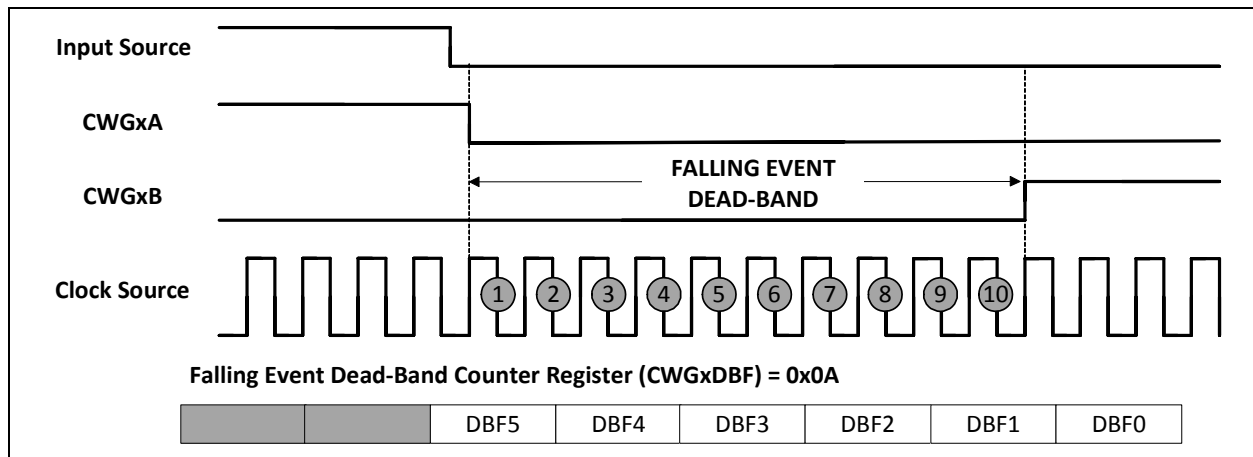 Input Source
CWGxA
FALLING EVENT
DEAD-BAND
CWGxB
Clock Source
1 2 3 4 5 6 7 8 9 10
Falling Event Dead-Band Counter Register (CWGxDBF) = 0x0A
DBF5 DBF4 DBF3 DBF2 DBF1 DBF0